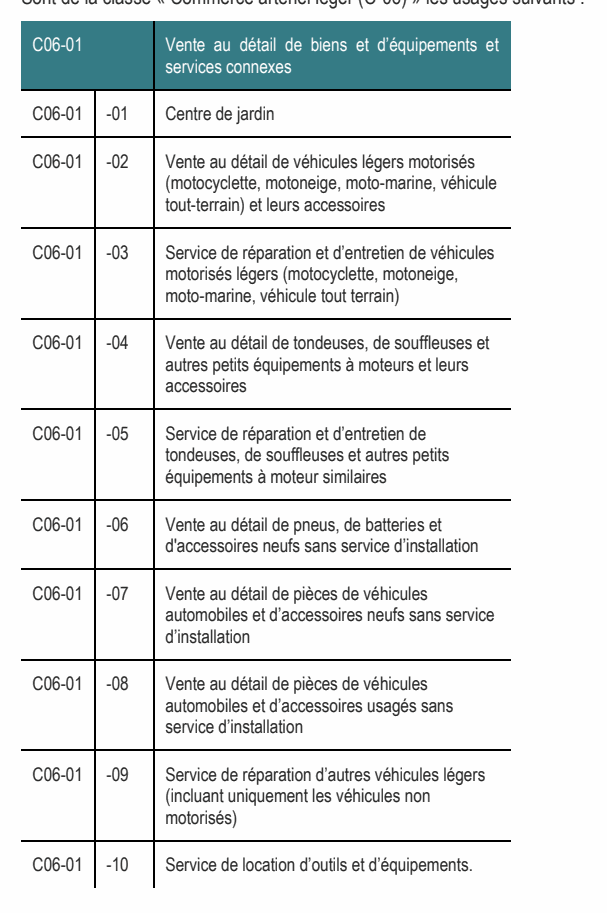 Sont de la classe « Commerce artériel léger (C-06) » les usages suivants :
C06-01 Vente au détail de biens et d’équipements et
services connexes
C06-01 -01 Centre de jardin
C06-01 -02 Vente au détail de véhicules légers motorisés
(motocyclette, motoneige, moto-marine, véhicule
tout-terrain) et leurs accessoires
C06-01 -03 Service de réparation et d’entretien de véhicules
motorisés légers (motocyclette, motoneige,
moto-marine, véhicule tout terrain)
C06-01 -04 Vente au détail de tondeuses, de souffleuses et
autres petits équipements à moteurs et leurs
accessoires
C06-01 -05 Service de réparation et d’entretien de
tondeuses, de souffleuses et autres petits
équipements à moteur similaires
C06-01 -06 Vente au détail de pneus, de batteries et
d'accessoires neufs sans service d’installation
C06-01 -07 Vente au détail de pièces de véhicules
automobiles et d’accessoires neufs sans service
d’installation
C06-01 -08 Vente au détail de pièces de véhicules
automobiles et d’accessoires usagés sans
service d’installation
C06-01 -09 Service de réparation d’autres véhicules légers
(incluant uniquement les véhicules non
motorisés)
C06-01 -10 Service de location d’outils et d’équipements.